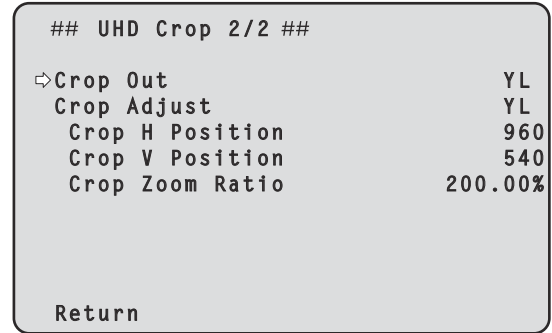 ## UHD Crop 2/2 ##
⇨Crop Out YL
Crop Adjust YL
Crop H Position 960
Crop V Position 540
Crop Zoom Ratio 200.00%
Return